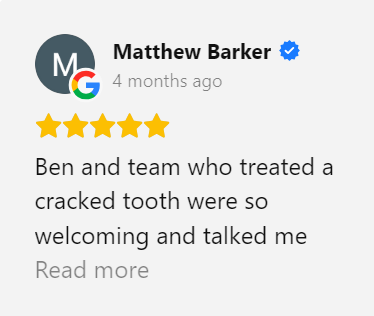 M
G
Matthew Barker
4 months ago
Ben and team who treated a
cracked tooth were so
welcoming and talked me
Read more